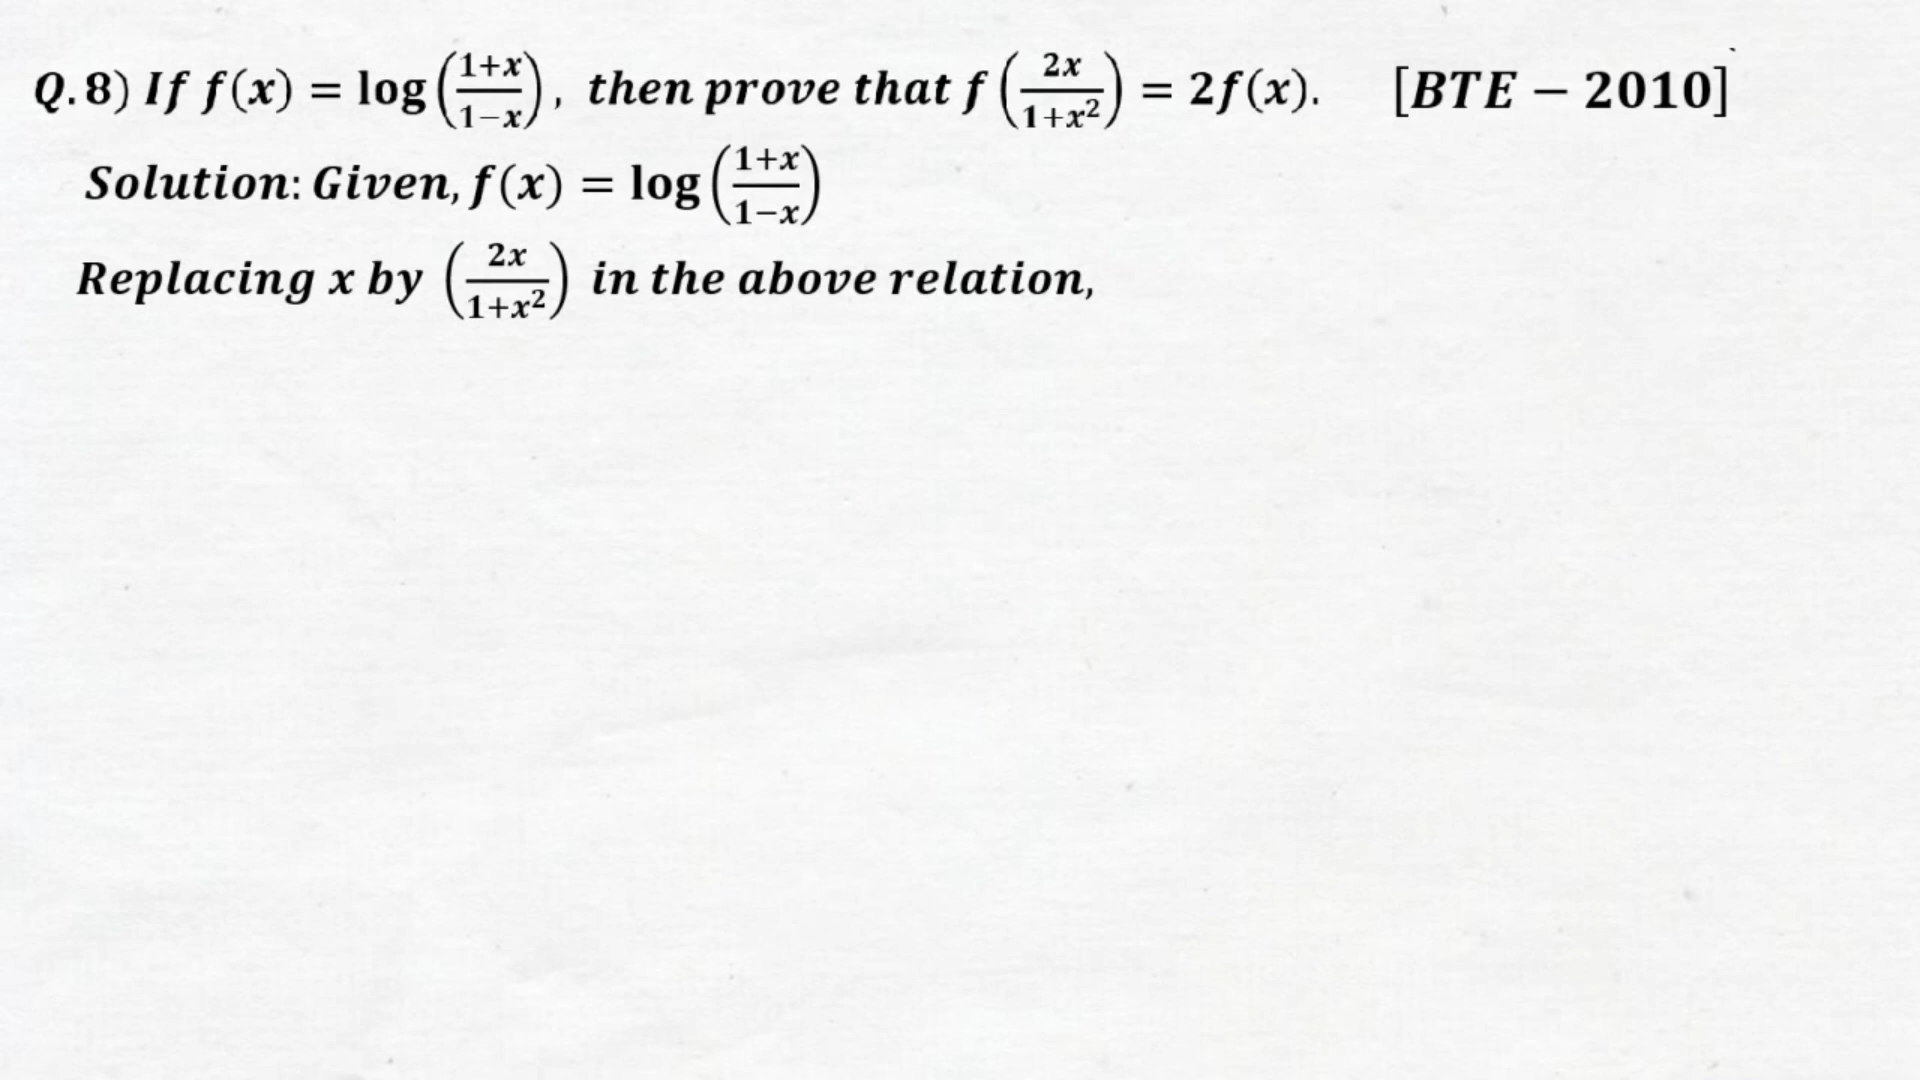 Q. 8) If f(x) = log((1+x)/(1−x)), then prove that f(2x/(1+x²)) = 2f(x). [BTE − 2010]
Solution: Given, f(x) = log((1+x)/(1−x))
Replacing x by (2x/(1+x²)) in the above relation,